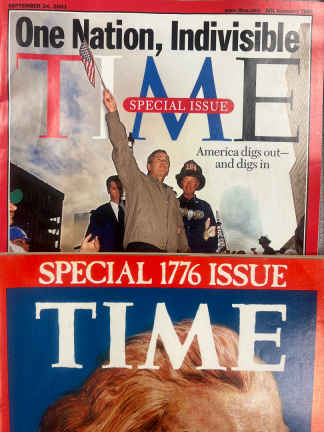 SEPTEMBER 24, 2001
One Nation, Indivisible
TIME
SPECIAL ISSUE
America digs out—
and digs in
SPECIAL 1776 ISSUE
TIME